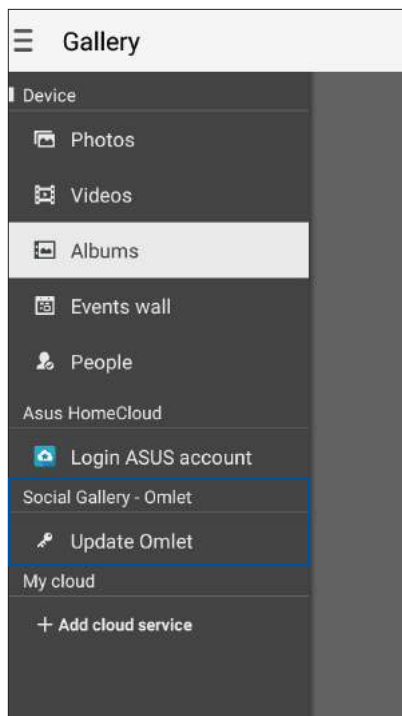 Gallery
Device
Photos
Videos
Albums
Events wall
People
Asus HomeCloud
Login ASUS account
Social Gallery - Omlet
Update Omlet
My cloud
+ Add cloud service